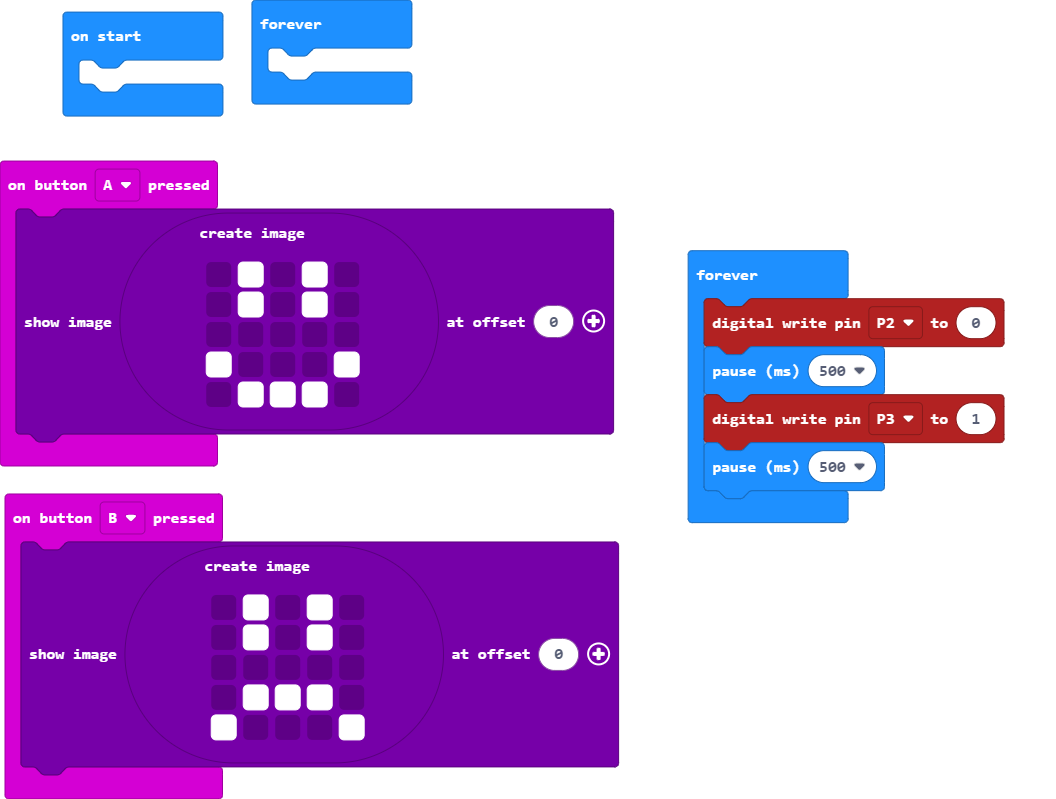 on start
forever
on button A pressed
create image
show image at offset 0
on button B pressed
create image
show image at offset 0
forever
digital write pin P2 to 0
pause (ms) 500
digital write pin P3 to 1
pause (ms) 500